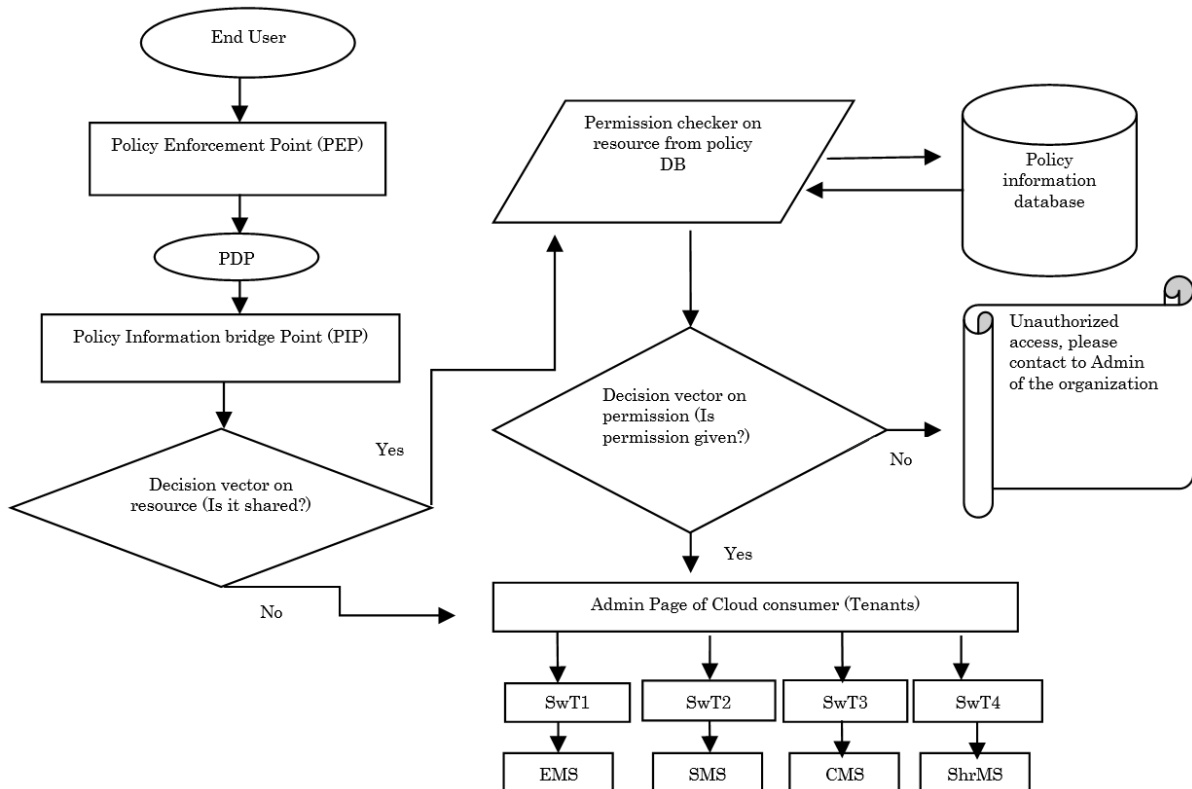 End User
Policy Enforcement Point (PEP)
PDP
Policy Information bridge Point (PIP)
Decision vector on
resource (Is it shared?)
Yes
No
Permission checker on
resource from policy
DB
Policy
information
database
Decision vector on
permission (Is
permission given?)
No
Unauthorized
access, please
contact to Admin
of the organization
Yes
Admin Page of Cloud consumer (Tenants)
SwT1
SwT2
SwT3
SwT4
EMS
SMS
CMS
ShrMS